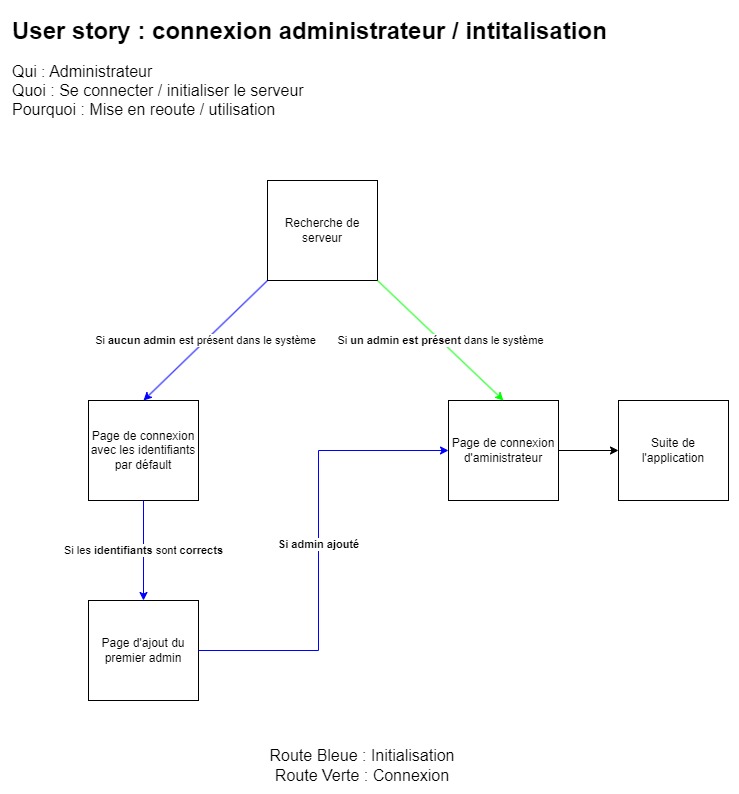 User story : connexion administrateur / intitalisation
Qui : Administrateur
Quoi : Se connecter / initialiser le serveur
Pourquoi : Mise en reoute / utilisation
Recherche de
serveur
Si aucun admin est présent dans le système
Si un admin est présent dans le système
Page de connexion
avec les identifiants
par défault
Page de connexion
d'aministrateur
Suite de
l'application
Si les identifiants sont corrects
Si admin ajouté
Page d'ajout du
premier admin
Route Bleue : Initialisation
Route Verte : Connexion